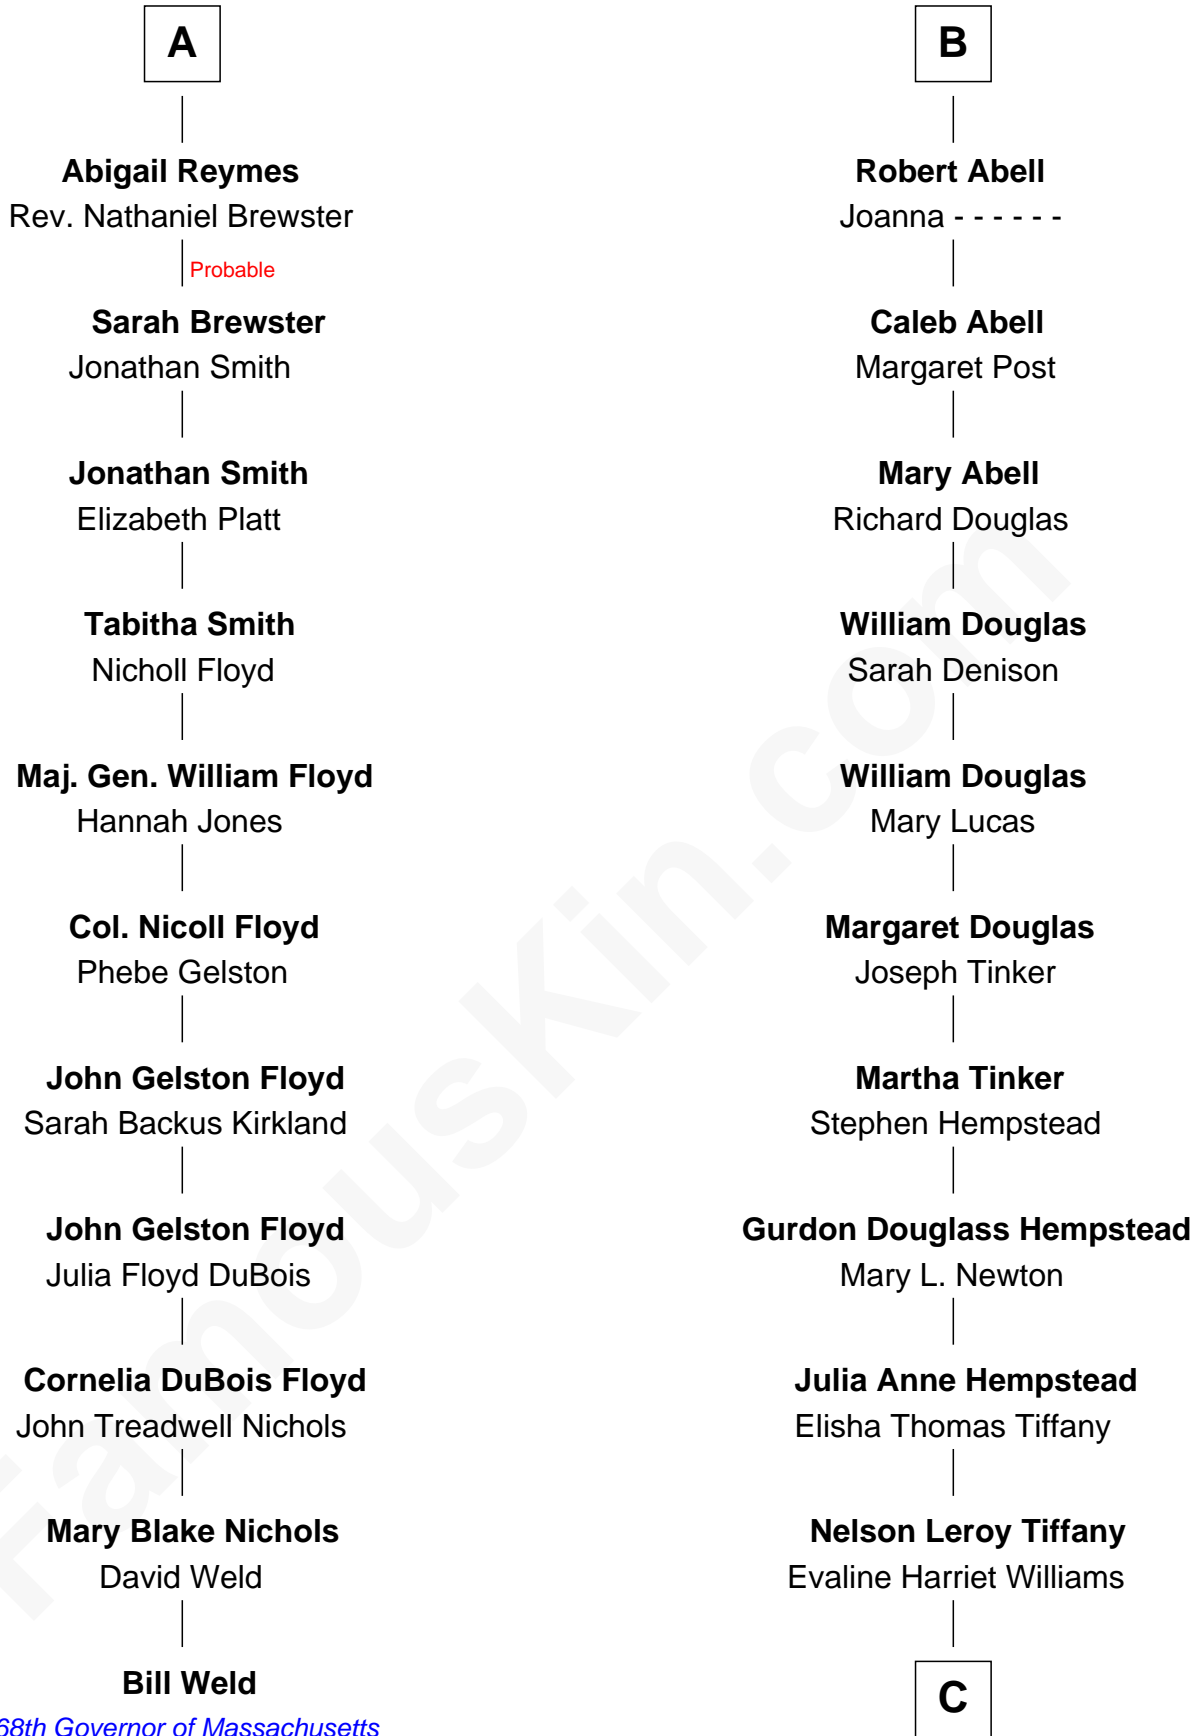 A
Abigail Reymes
Rev. Nathaniel Brewster
Probable
Sarah Brewster
Jonathan Smith
Jonathan Smith
Elizabeth Platt
Tabitha Smith
Nicholl Floyd
Maj. Gen. William Floyd
Hannah Jones
Col. Nicoll Floyd
Phebe Gelston
John Gelston Floyd
Sarah Backus Kirkland
John Gelston Floyd
Julia Floyd DuBois
Cornelia DuBois Floyd
John Treadwell Nichols
Mary Blake Nichols
David Weld
Bill Weld
68th Governor of Massachusetts
B
Robert Abell
Joanna - - - - - -
Caleb Abell
Margaret Post
Mary Abell
Richard Douglas
William Douglas
Sarah Denison
William Douglas
Mary Lucas
Margaret Douglas
Joseph Tinker
Martha Tinker
Stephen Hempstead
Gurdon Douglass Hempstead
Mary L. Newton
Julia Anne Hempstead
Elisha Thomas Tiffany
Nelson Leroy Tiffany
Evaline Harriet Williams
C
FamousKin.com